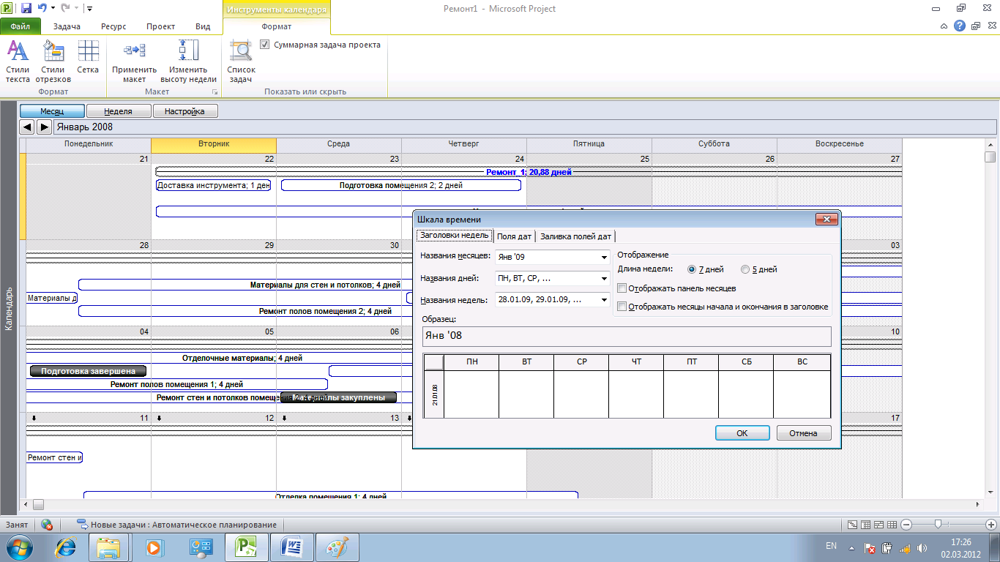 Инструменты календаря
Ремонт1 - Microsoft Project
Файл Задача Ресурс Проект Вид Формат
Суммарная задача проекта
Стили текста
Стили отрезков
Сетка
Применить макет
Изменить высоту недели
Список задач
Формат Макет Показать или скрыть
Месяц Неделя Настройка
Январь 2008
Календарь
Понедельник Вторник Среда Четверг Пятница Суббота Воскресенье
21 22 23 24 25 26 27
Ремонт_1; 20,88 дней
Доставка инструмента; 1 ден
Подготовка помещения 2; 2 дней
28 29 30 03
Материалы для стен и потолков; 4 дней
Материалы д
Ремонт полов помещения 2; 4 дней
04 05 06 10
Отделочные материалы; 4 дней
Подготовка завершена
Ремонт полов помещения 1; 4 дней
Ремонт стен и потолков помещ
Материалы закуплены
11 12 13 17
Ремонт стен и
Отделка помещения 1; 4 дней
Шкала времени
Заголовки недель Поля дат Заливка полей дат
Названия месяцев: Янв '09
Названия дней: ПН, ВТ, СР, ...
Названия недель: 28.01.09, 29.01.09, ...
Отображение
Длина недели: 7 дней 5 дней
Отображать панель месяцев
Отображать месяцы начала и окончания в заголовке
Образец:
Янв '08
ПН ВТ СР ЧТ ПТ СБ ВС
21.01.08
ОК Отмена
Занят Новые задачи : Автоматическое планирование
EN
17:26
02.03.2012